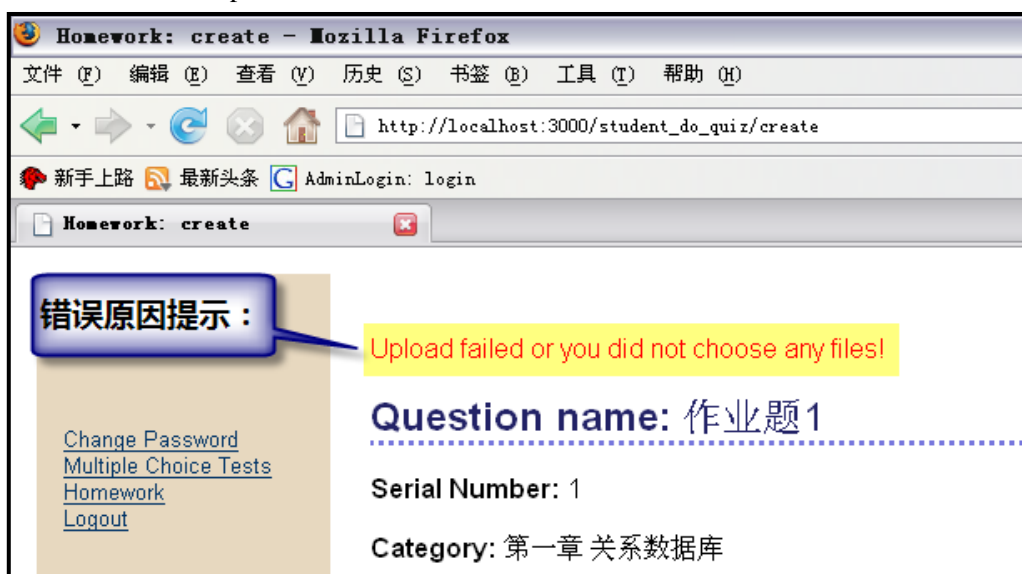 Homework: create - Mozilla Firefox
文件 (F) 编辑 (E) 查看 (V) 历史 (S) 书签 (B) 工具 (T) 帮助 (H)
http://localhost:3000/student_do_quiz/create
新手上路 最新头条 G AdminLogin: login
Homework: create
错误原因提示：
Upload failed or you did not choose any files!
Question name: 作业题1
Change Password
Multiple Choice Tests
Homework
Logout
Serial Number: 1
Category: 第一章 关系数据库